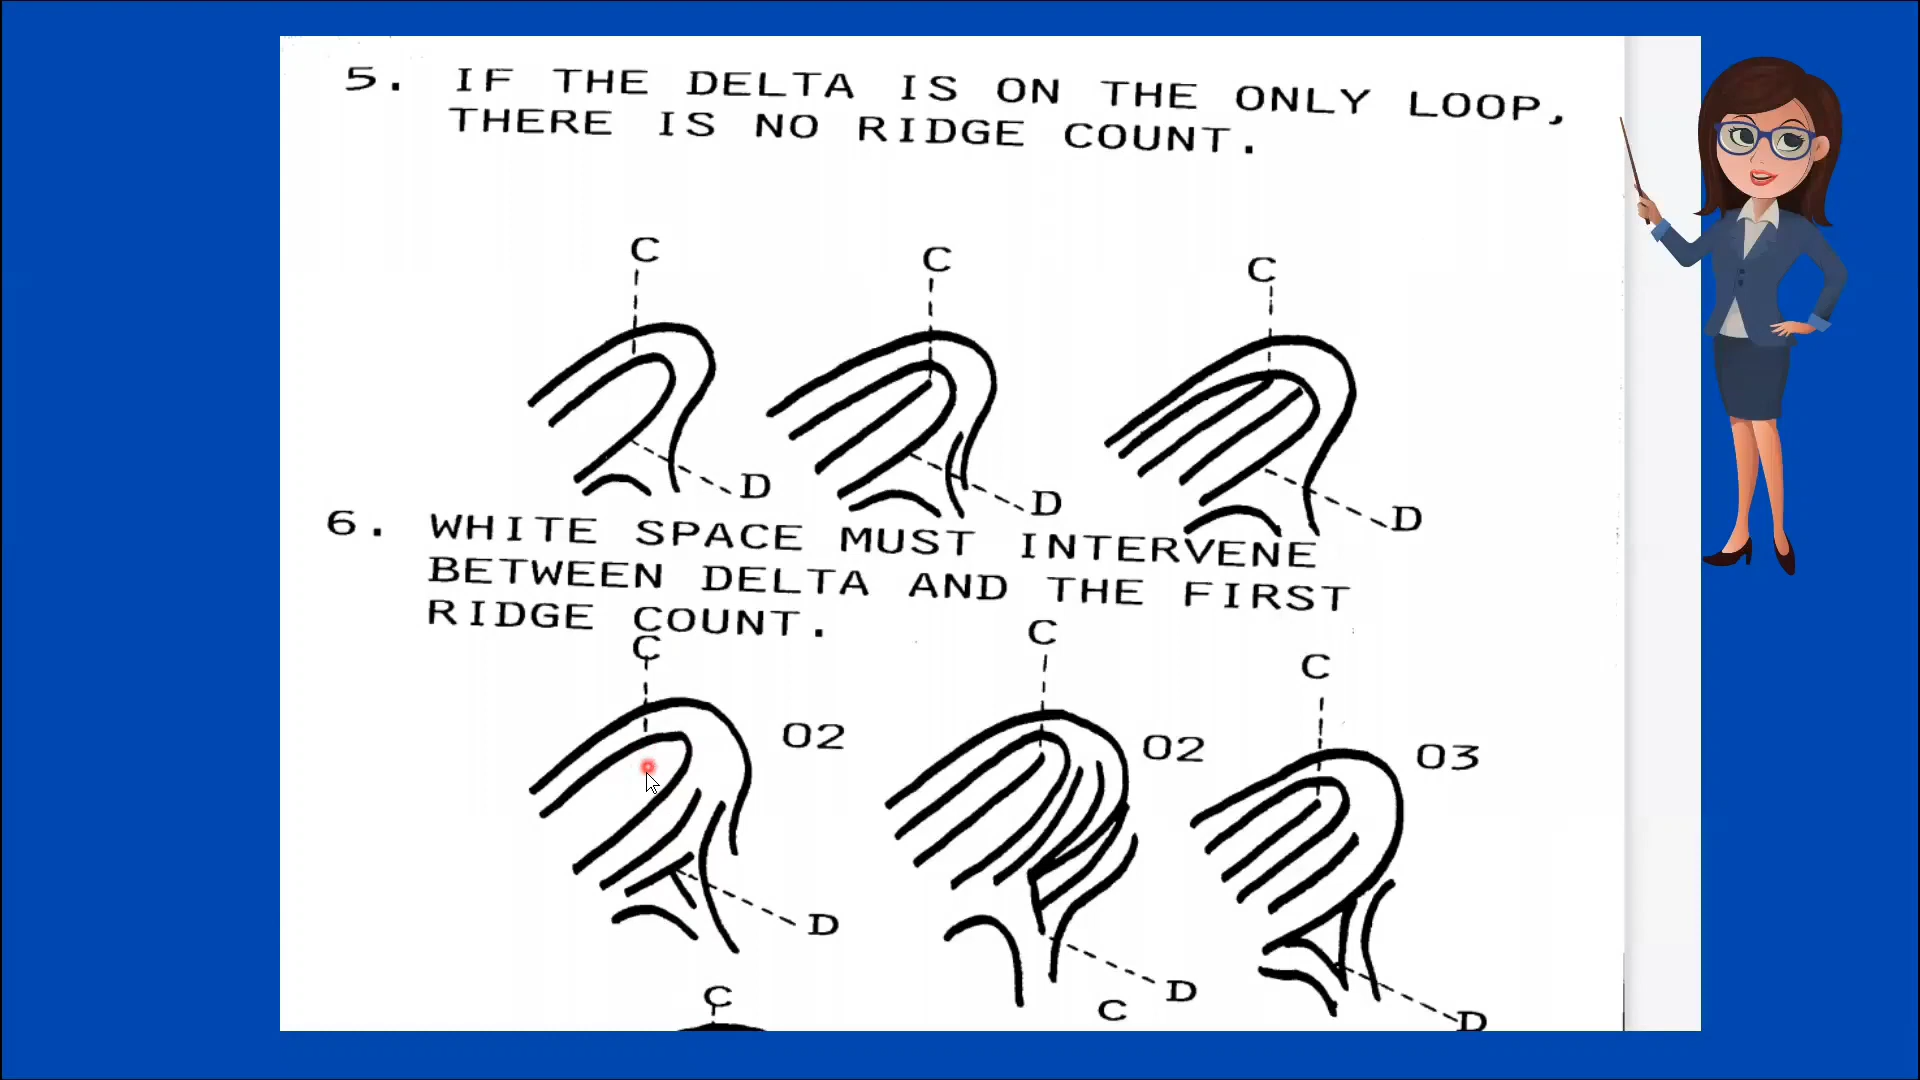 5. IF THE DELTA IS ON THE ONLY LOOP,
THERE IS NO RIDGE COUNT.
C
C
C
D
D
D
6. WHITE SPACE MUST INTERVENE
BETWEEN DELTA AND THE FIRST
RIDGE COUNT.
C
C
C
02
02
03
D
D
D
C
C